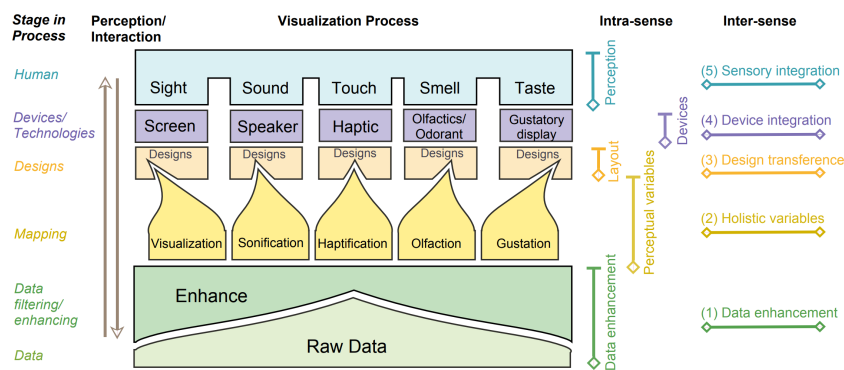 Stage in
Process
Perception/
Interaction
Visualization Process
Intra-sense
Inter-sense
Human
Sight
Sound
Touch
Smell
Taste
Perception
(5) Sensory integration
Devices/
Technologies
Screen
Speaker
Haptic
Olfactics/
Odorant
Gustatory
display
Devices
(4) Device integration
Designs
Designs
Designs
Designs
Designs
Designs
Layout
(3) Design transference
Mapping
Visualization
Sonification
Haptification
Olfaction
Gustation
Perceptual variables
(2) Holistic variables
Data
filtering/
enhancing
Enhance
Data enhancement
(1) Data enhancement
Data
Raw Data